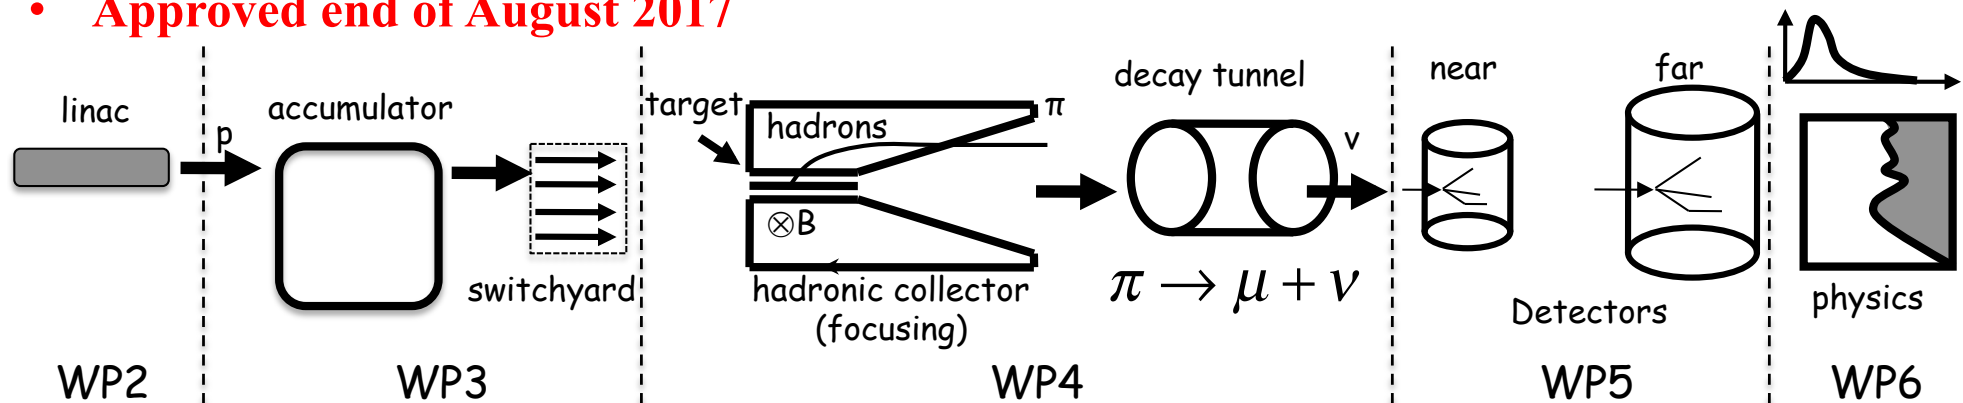 • Approved end of August 2017
linac
p
accumulator
switchyard
target
hadrons
π
⊗B
hadronic collector
(focusing)
decay tunnel
ν
π → μ + ν
near
far
Detectors
physics
WP2
WP3
WP4
WP5
WP6